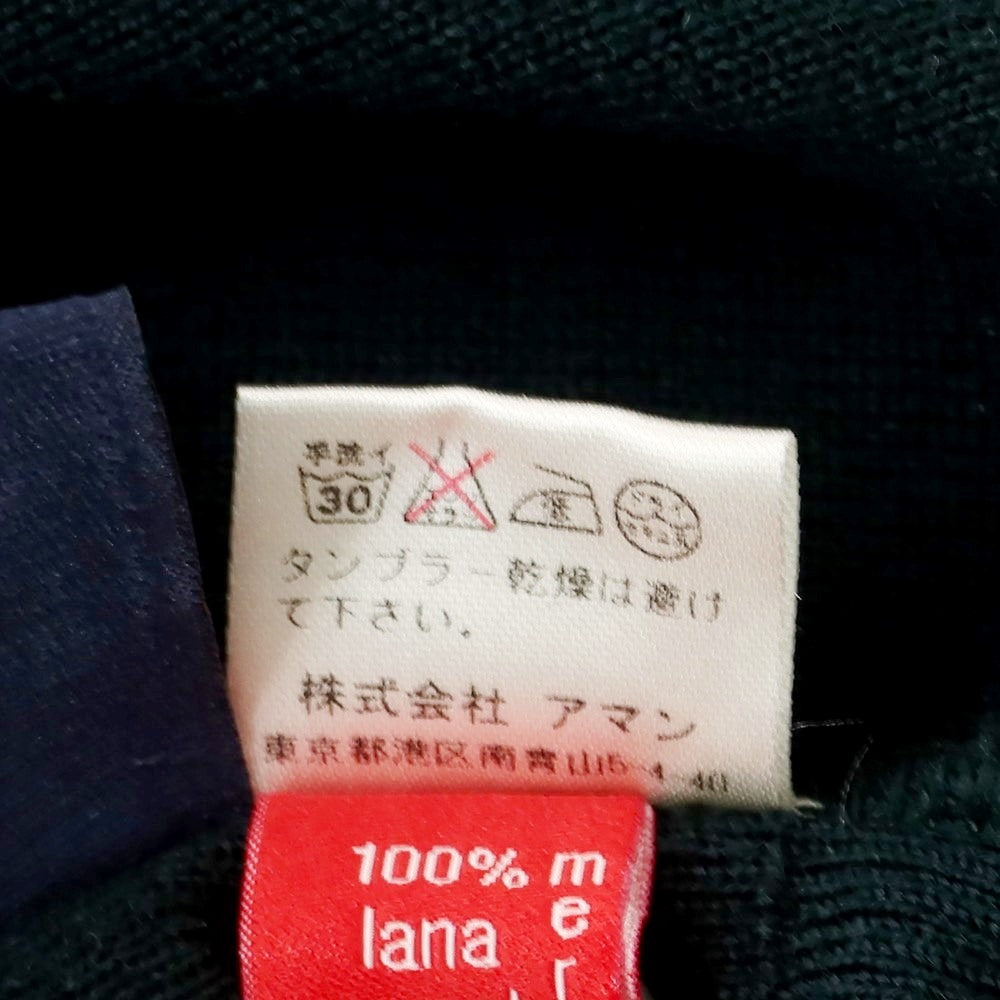 手洗イ
30
タンブラー乾燥は避け
て下さい。
株式会社 アマン
東京都港区南青山5-4-40
100% m
e
lana
r